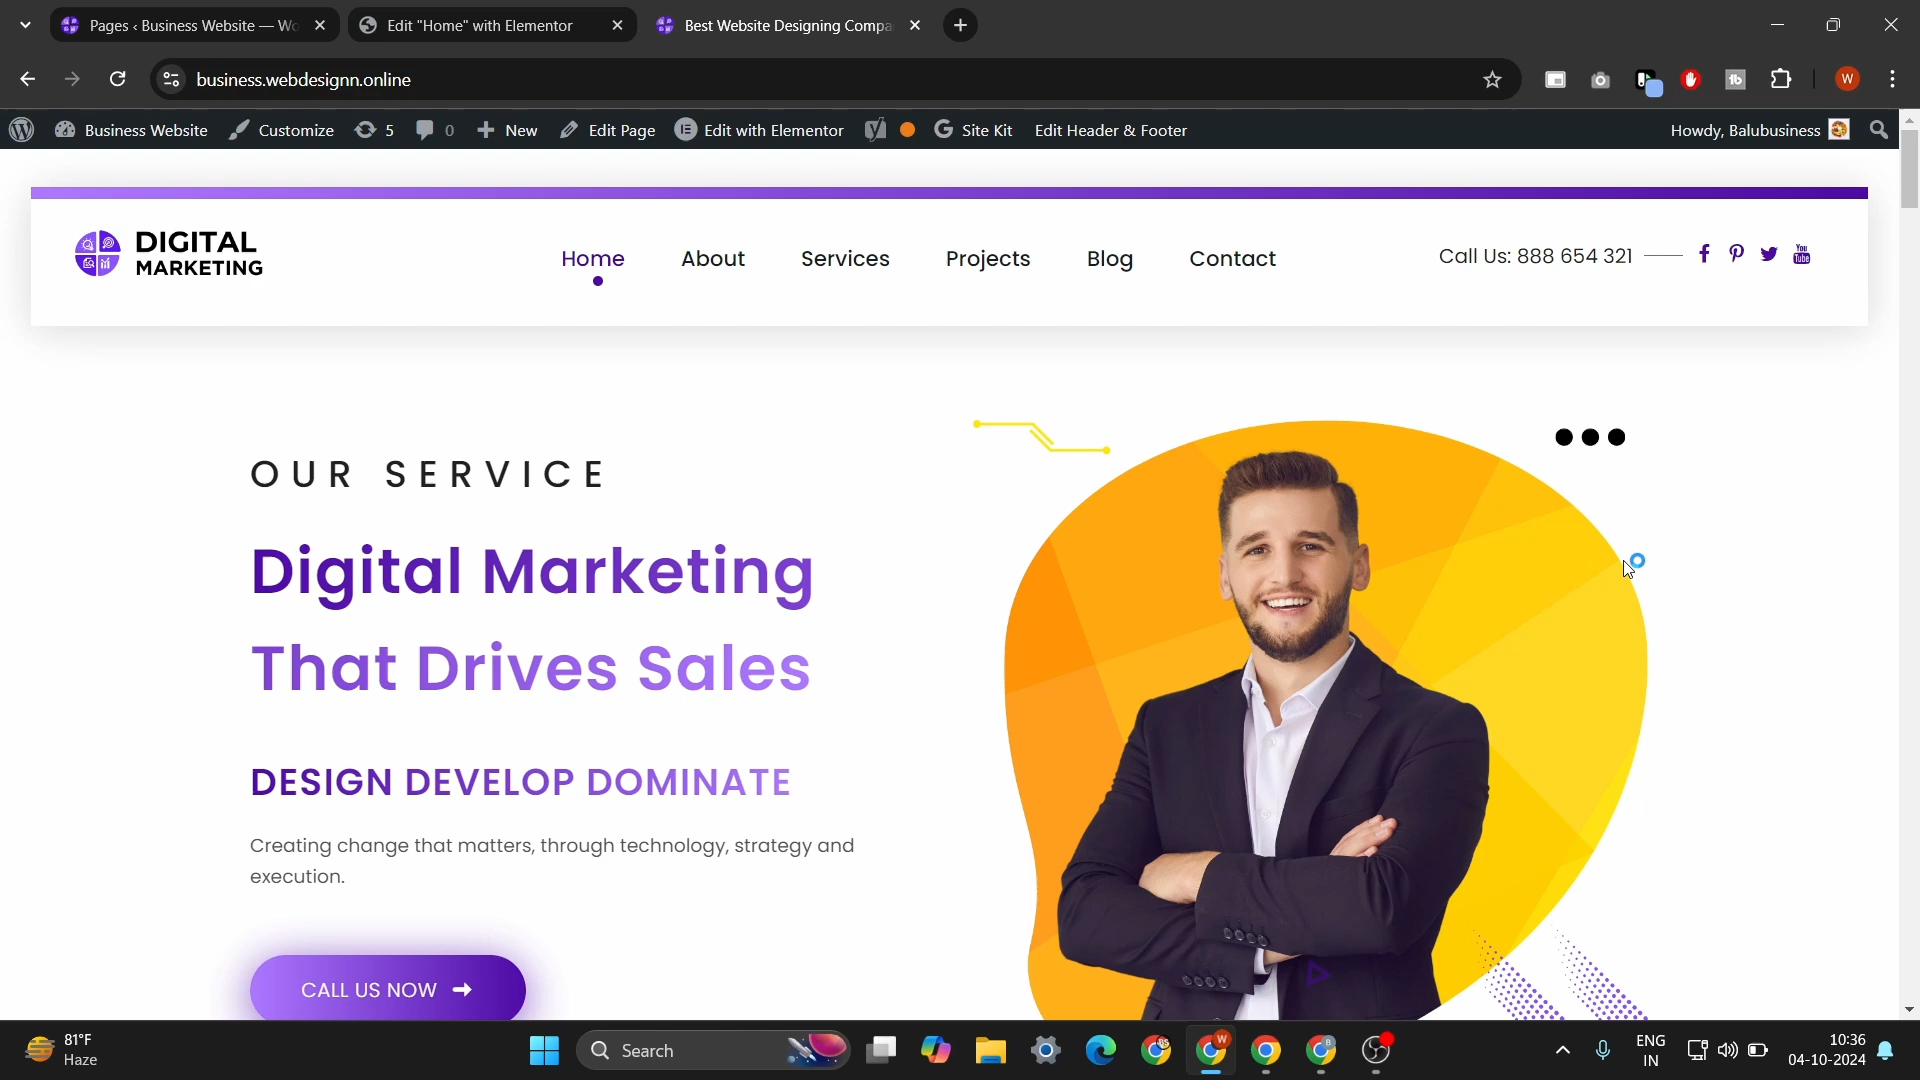 Pages ‹ Business Website — Wo
Edit "Home" with Elementor
Best Website Designing Compa
business.webdesignn.online
W
Business Website
Customize
5
0
New
Edit Page
Edit with Elementor
Site Kit
Edit Header & Footer
Howdy, Balubusiness
DIGITAL
MARKETING
Home
About
Services
Projects
Blog
Contact
Call Us: 888 654 321
You
Tube
OUR SERVICE
Digital Marketing
That Drives Sales
DESIGN DEVELOP DOMINATE
Creating change that matters, through technology, strategy and
execution.
CALL US NOW
81°F
Haze
Search
ENG
IN
10:36
04-10-2024